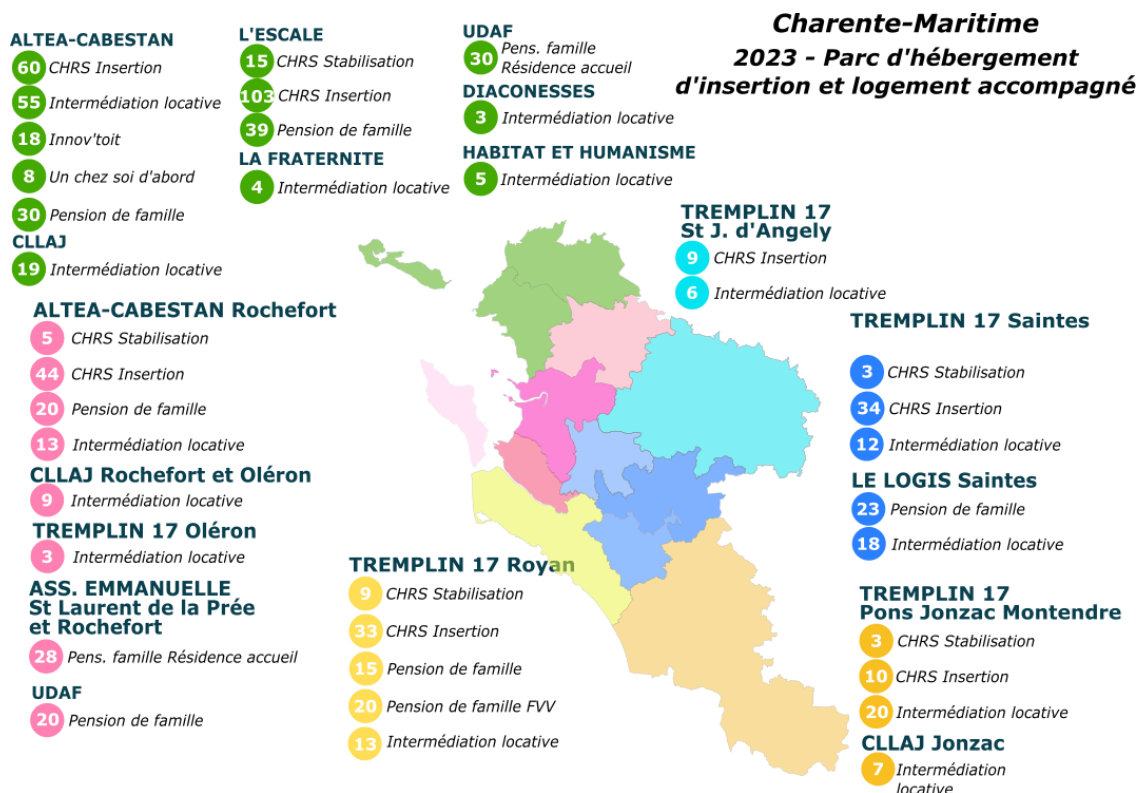 Charente-Maritime
2023 - Parc d'hébergement
d'insertion et logement accompagné
ALTEA-CABESTAN
60 CHRS Insertion
55 Intermédiation locative
18 Innov'toit
8 Un chez soi d'abord
30 Pension de famille
CLLAJ
19 Intermédiation locative
L'ESCALE
15 CHRS Stabilisation
103 CHRS Insertion
39 Pension de famille
LA FRATERNITE
4 Intermédiation locative
UDAF
30 Pens. famille
Résidence accueil
DIACONESSES
3 Intermédiation locative
HABITAT ET HUMANISME
5 Intermédiation locative
TREMPLIN 17
St J. d'Angely
9 CHRS Insertion
6 Intermédiation locative
ALTEA-CABESTAN Rochefort
5 CHRS Stabilisation
44 CHRS Insertion
20 Pension de famille
13 Intermédiation locative
CLLAJ Rochefort et Oléron
9 Intermédiation locative
TREMPLIN 17 Oléron
3 Intermédiation locative
ASS. EMMANUELLE
St Laurent de la Prée
et Rochefort
28 Pens. famille Résidence accueil
UDAF
20 Pension de famille
TREMPLIN 17 Royan
9 CHRS Stabilisation
33 CHRS Insertion
15 Pension de famille
20 Pension de famille FVV
13 Intermédiation locative
TREMPLIN 17 Saintes
3 CHRS Stabilisation
34 CHRS Insertion
12 Intermédiation locative
LE LOGIS Saintes
23 Pension de famille
18 Intermédiation locative
TREMPLIN 17
Pons Jonzac Montendre
3 CHRS Stabilisation
10 CHRS Insertion
20 Intermédiation locative
CLLAJ Jonzac
7 Intermédiation
locative